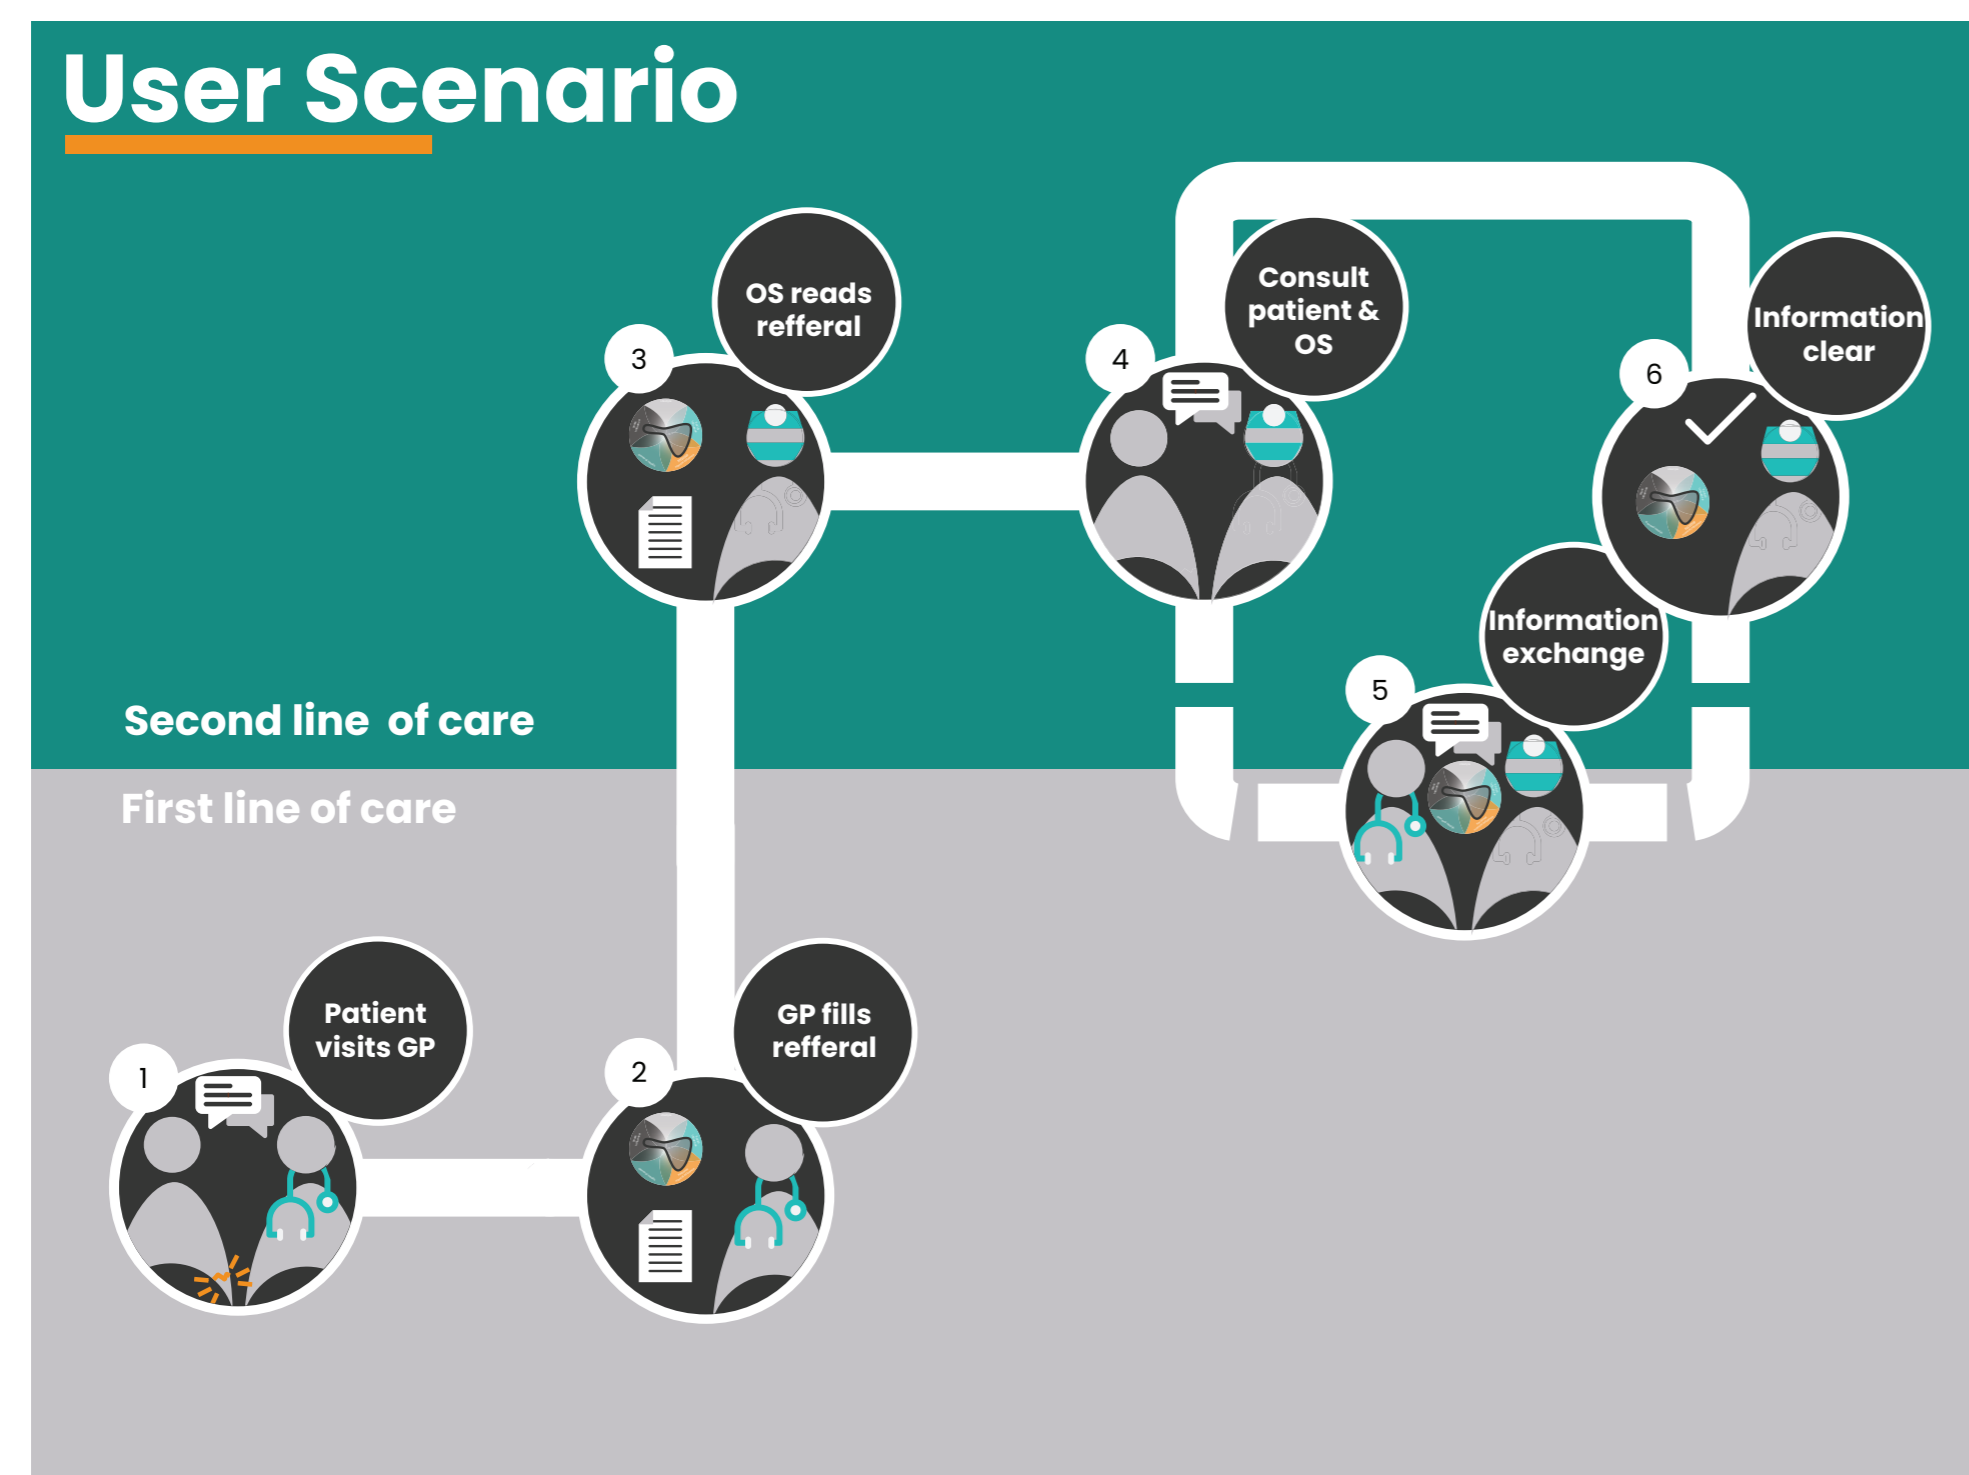 User Scenario
3
OS reads
refferal
4
Consult
patient &
OS
6
Information
clear
5
Information
exchange
Second line of care
First line of care
1
Patient
visits GP
2
GP fills
refferal